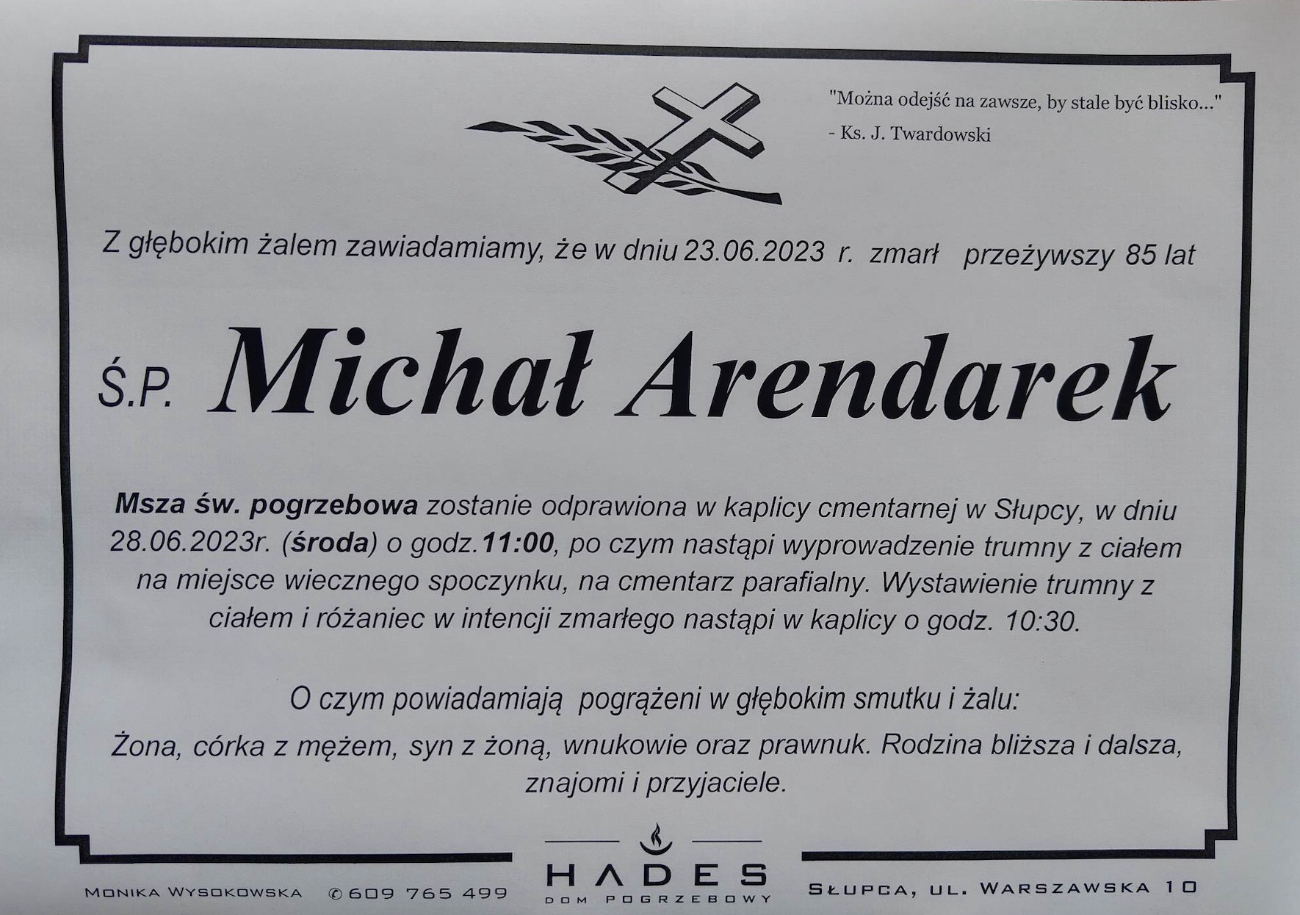 "Można odejść na zawsze, by stale być blisko..."
- Ks. J. Twardowski
Z głębokim żalem zawiadamiamy, że w dniu 23.06.2023 r. zmarł przeżywszy 85 lat
Ś.P. Michał Arendarek
Msza św. pogrzebowa zostanie odprawiona w kaplicy cmentarnej w Słupcy, w dniu
28.06.2023r. (środa) o godz. 11:00, po czym nastąpi wyprowadzenie trumny z ciałem
na miejsce wiecznego spoczynku, na cmentarz parafialny. Wystawienie trumny z
ciałem i różaniec w intencji zmarłego nastąpi w kaplicy o godz. 10:30.
O czym powiadamiają pogrążeni w głębokim smutku i żalu:
Żona, córka z mężem, syn z żoną, wnukowie oraz prawnuk. Rodzina bliższa i dalsza,
znajomi i przyjaciele.
HADES
DOM POGRZEBOWY
MONIKA WYSOKOWSKA ✆ 609 765 499
SŁUPCA, UL. WARSZAWSKA 10